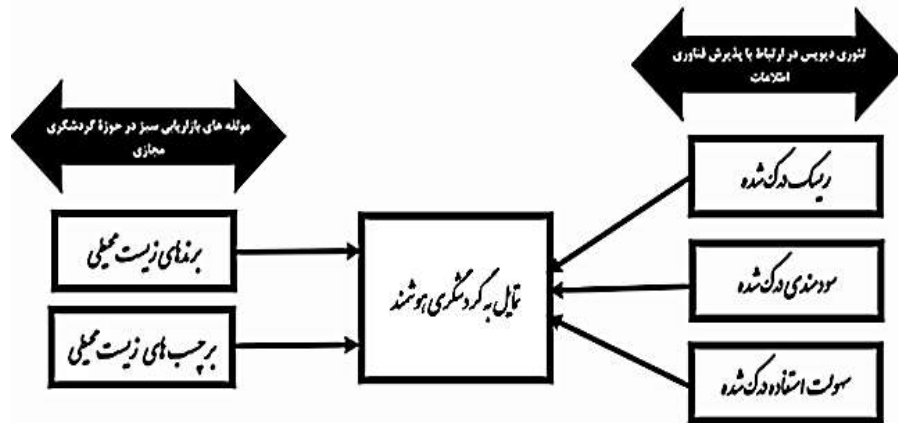 تئوری دیویس در ارتباط با پذیرش فناوری
اطلاعات
مولفه های بازاریابی سبز در حوزهٔ گردشگری
مجازی
ریسک درک شده
برندهای زیست محیطی
تمایل به گردشگری هوشمند
سودمندی درک شده
برچسب های زیست محیطی
سهولت استفاده درک شده